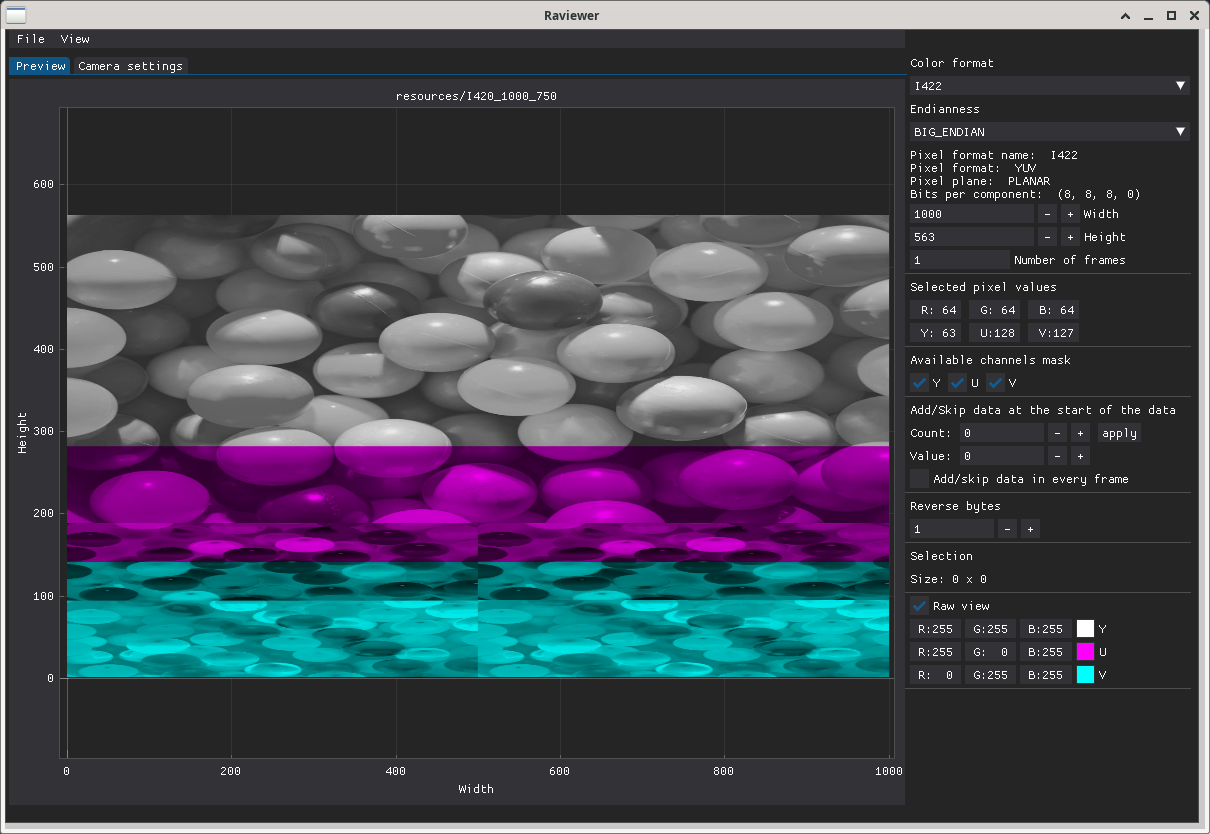 Raviewer
File View
Preview Camera settings
resources/I420_1000_750
600
500
400
300
200
100
0
Height
0 200 400 600 800 1000
Width
Color format
I422
Endianness
BIG_ENDIAN
Pixel format name: I422
Pixel format: YUV
Pixel plane: PLANAR
Bits per component: (8, 8, 8, 0)
1000 - + Width
563 - + Height
1 Number of frames
Selected pixel values
R: 64 G: 64 B: 64
Y: 63 U:128 V:127
Available channels mask
Y U V
Add/Skip data at the start of the data
Count: 0 - + apply
Value: 0 - +
Add/skip data in every frame
Reverse bytes
1 - +
Selection
Size: 0 x 0
Raw view
R:255 G:255 B:255 Y
R:255 G: 0 B:255 U
R: 0 G:255 B:255 V